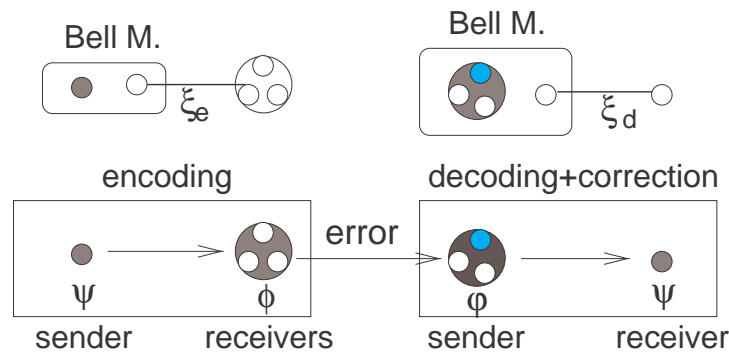 Bell M.
Bell M.
ξe
ξd
encoding
decoding+correction
error
ψ
ϕ
φ
ψ
sender
receivers
sender
receiver